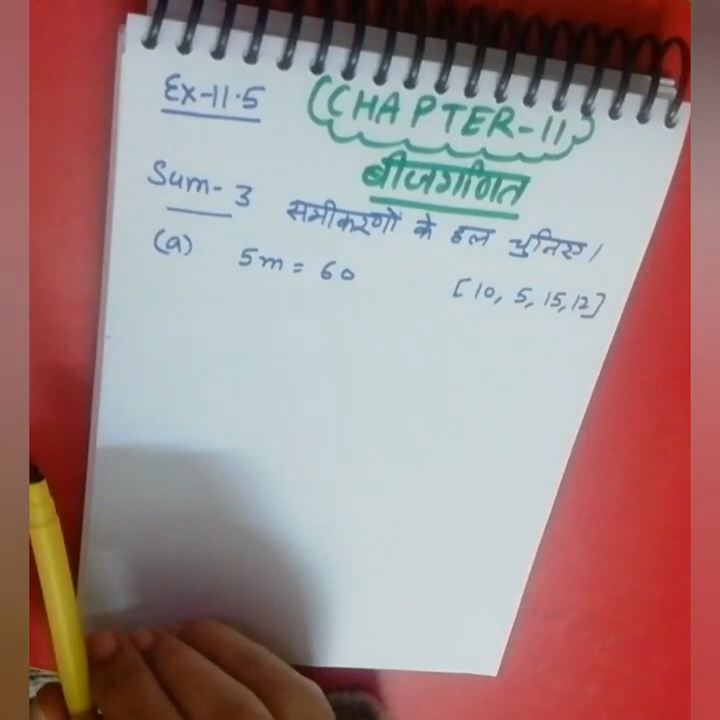 Ex-11.5
CHAPTER-11
बीजगणित
Sum-3 समीकरणों के हल चुनिए।
(a) 5m = 60 [10, 5, 15, 12]